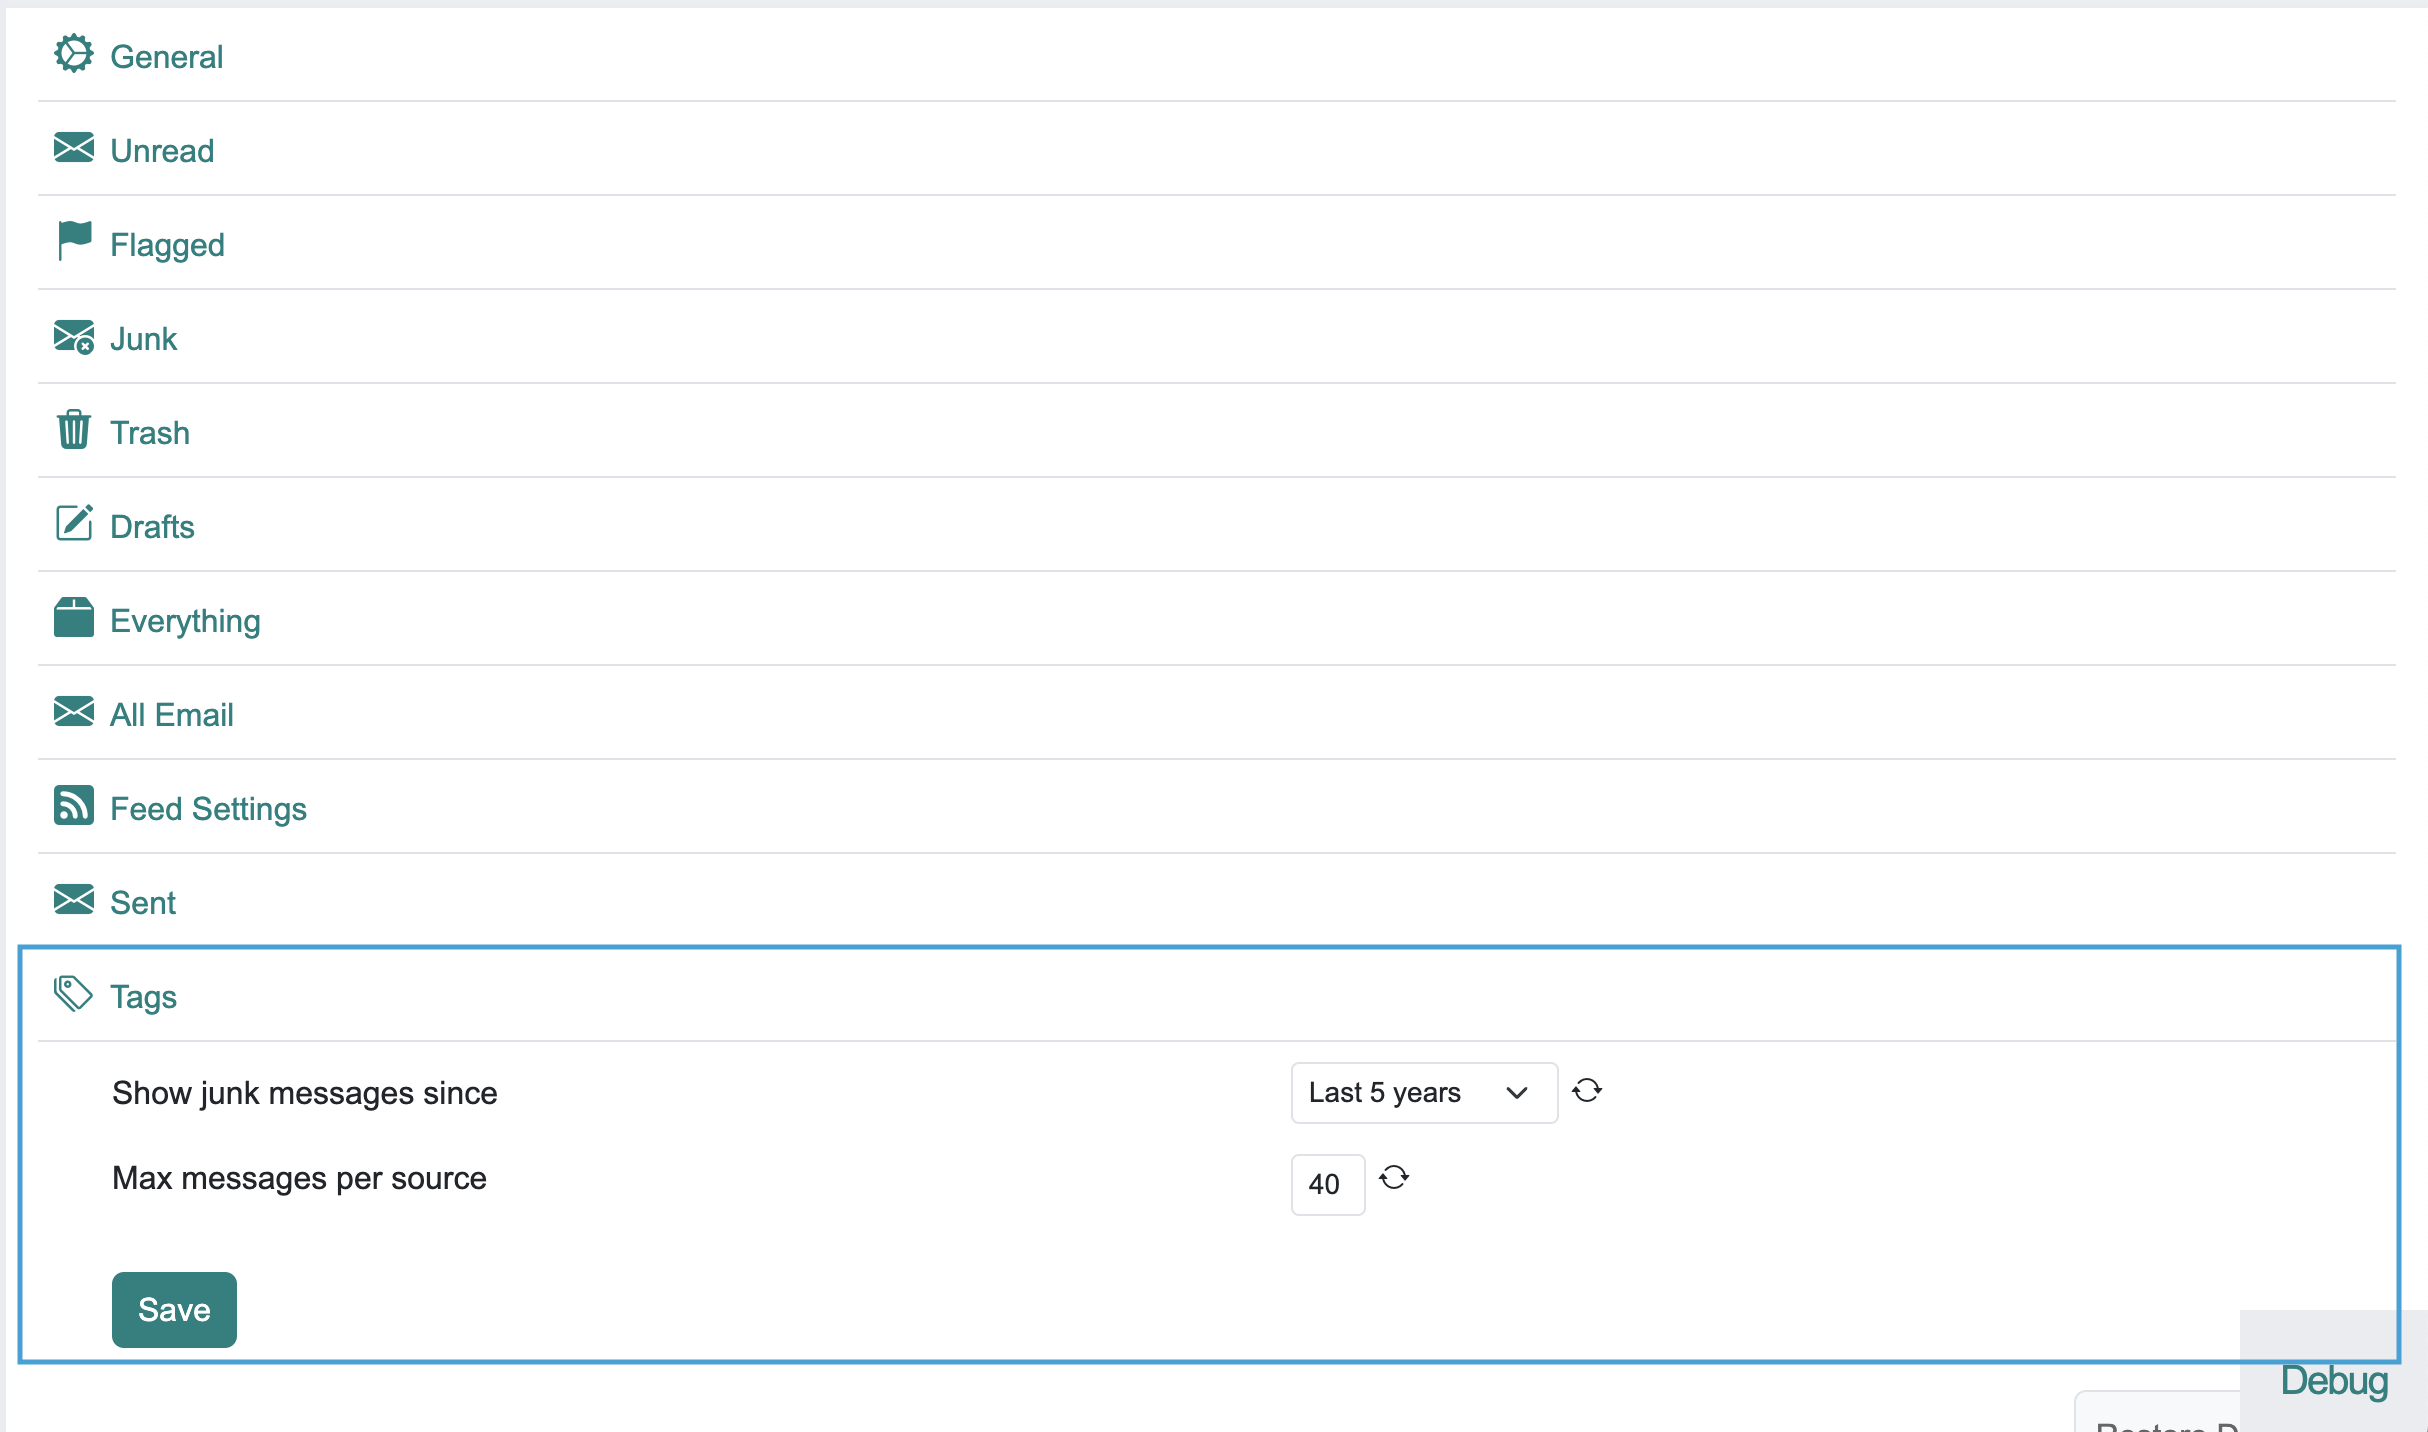 General
Unread
Flagged
Junk
Trash
Drafts
Everything
All Email
Feed Settings
Sent
Tags
Show junk messages since Last 5 years
Max messages per source 40
Save
Debug